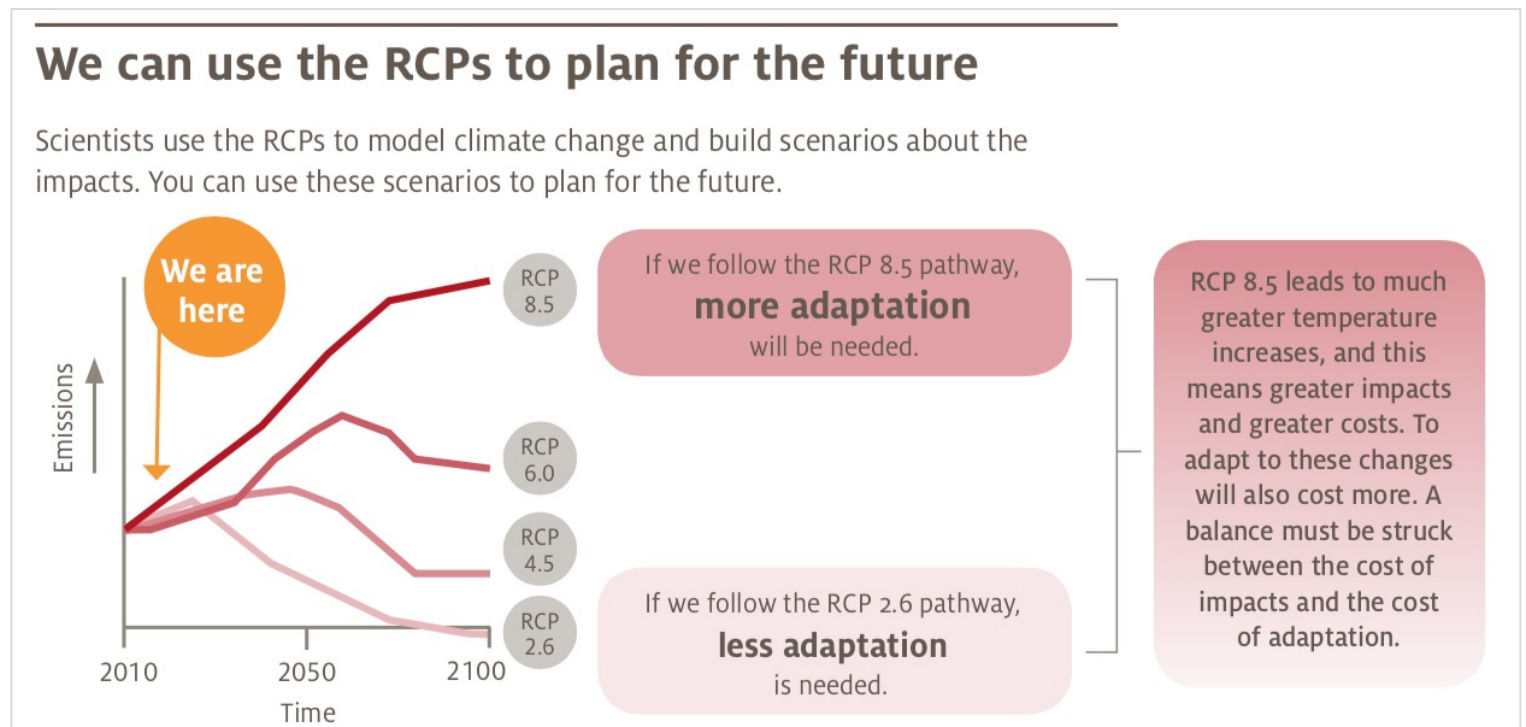 We can use the RCPs to plan for the future
Scientists use the RCPs to model climate change and build scenarios about the
impacts. You can use these scenarios to plan for the future.
We are
here
Emissions
RCP
8.5
RCP
6.0
RCP
4.5
RCP
2.6
2010
2050
2100
Time
If we follow the RCP 8.5 pathway,
more adaptation
will be needed.
If we follow the RCP 2.6 pathway,
less adaptation
is needed.
RCP 8.5 leads to much
greater temperature
increases, and this
means greater impacts
and greater costs. To
adapt to these changes
will also cost more. A
balance must be struck
between the cost of
impacts and the cost
of adaptation.